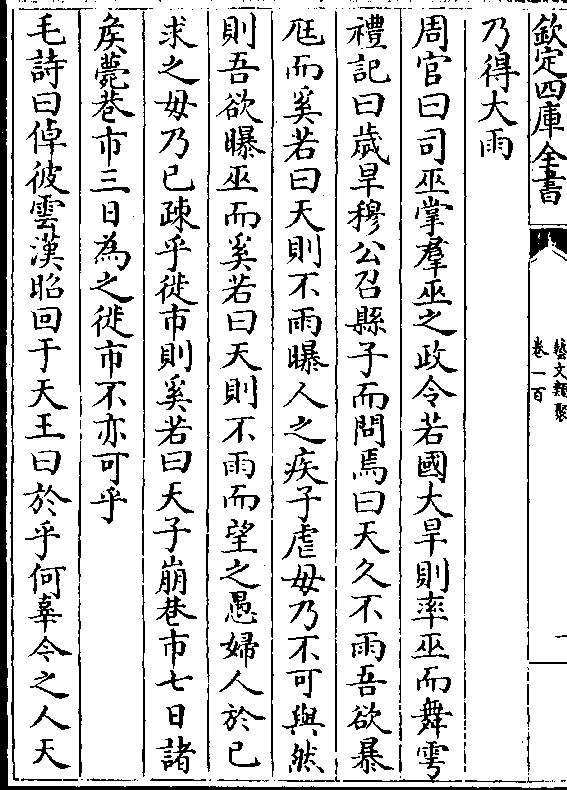 欽定四庫全書
藝文類聚
卷一百
一
乃得大雨
周官曰司巫掌羣巫之政令若國大旱則率巫而舞雩
禮記曰歲旱穆公召縣子而問焉曰天久不雨吾欲暴
尫而奚若曰天則不雨曝人之疾子虐毋乃不可與然
則吾欲曝巫而奚若曰天則不雨而望之愚婦人於已
求之毋乃已疎乎徙市則奚若曰天子崩巷市七日諸
矦薨巷市三日為之徙市不亦可乎
毛詩曰倬彼雲漢昭回于天王曰於乎何辜今之人天